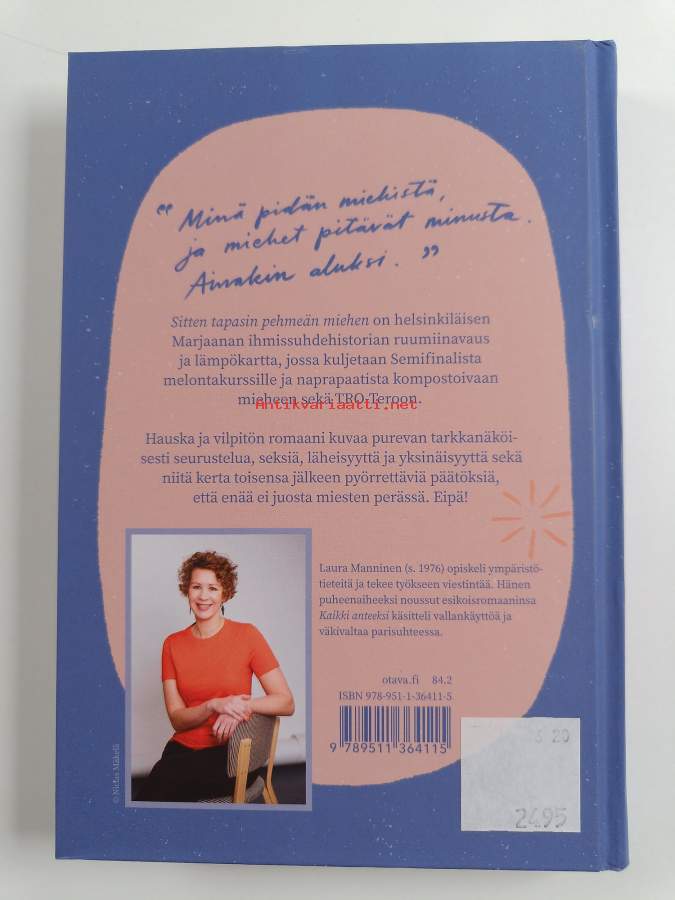 "Minä pidän miehistä,
ja miehet pitävät minusta.
Ainakin aluksi."
Sitten tapasin pehmeän miehen on helsinkiläisen
Marjaanan ihmissuhdehistorian ruumiinavaus
ja lämpökartta, jossa kuljetaan Semifinalista
melontakurssille ja naprapaatista kompostoivaan
mieheen sekä TRO-Teroon.
Antikvariaatti.net
Hauska ja vilpitön romaani kuvaa purevan tarkkanäköi-
sesti seurustelua, seksiä, läheisyyttä ja yksinäisyyttä sekä
niitä kerta toisensa jälkeen pyörrettäviä päätöksiä,
että enää ei juosta miesten perässä. Eipä!
Laura Manninen (s. 1976) opiskeli ympäristö-
tieteitä ja tekee työkseen viestintää. Hänen
puheenaiheeksi noussut esikoisromaaninsa
Kaikki anteeksi käsitteli vallankäyttöä ja
väkivaltaa parisuhteessa.
otava.fi 84.2
ISBN 978-951-1-36411-5
9 789511 364115
© Niclas Mäkelä
20
24.95